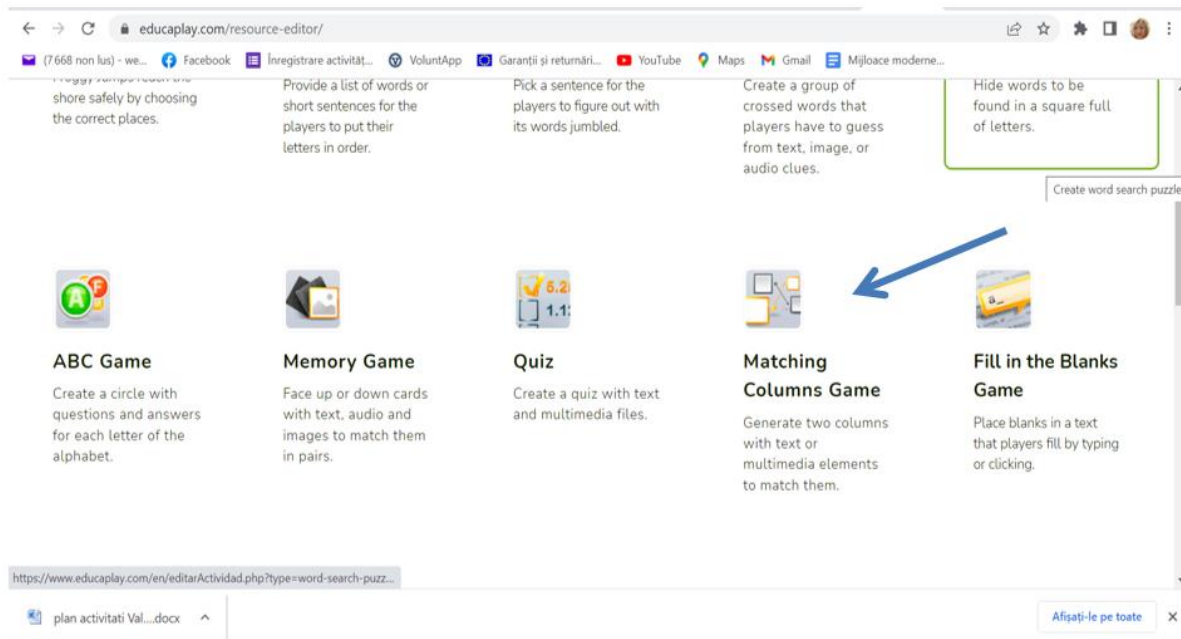 educaplay.com/resource-editor/
(7 668 non lus) - we... Facebook Înregistrare activităț... VoluntApp Garanții și returnări... YouTube Maps Gmail Mijloace moderne...
Froggy Jumps reach the
shore safely by choosing
the correct places.
Provide a list of words or
short sentences for the
players to put their
letters in order.
Pick a sentence for the
players to figure out with
its words jumbled.
Create a group of
crossed words that
players have to guess
from text, image, or
audio clues.
Hide words to be
found in a square full
of letters.
Create word search puzzle
ABC Game
Create a circle with
questions and answers
for each letter of the
alphabet.
Memory Game
Face up or down cards
with text, audio and
images to match them
in pairs.
Quiz
Create a quiz with text
and multimedia files.
Matching
Columns Game
Generate two columns
with text or
multimedia elements
to match them.
Fill in the Blanks
Game
Place blanks in a text
that players fill by typing
or clicking.
https://www.educaplay.com/en/editarActividad.php?type=word-search-puzz...
plan activitati Val....docx
Afișați-le pe toate